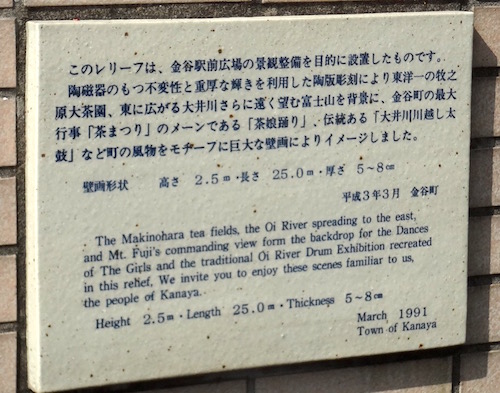 このレリーフは、金谷駅前広場の景観整備を目的に設置したものです。
陶磁器のもつ不変性と重厚な輝きを利用した陶版彫刻により東洋一の牧之
原大茶園、東に広がる大井川さらに遠く望む富士山を背景に、金谷町の最大
行事「茶まつり」のメーンである「茶娘踊り」、伝統ある「大井川川越し太
鼓」など町の風物をモチーフに巨大な壁画によりイメージしました。
壁画形状　高さ　2.5m・長さ　25.0m・厚さ　5~8cm
平成3年3月　金谷町
The Makinohara tea fields, the Oi River spreading to the east,
and Mt. Fuji's commanding view form the backdrop for the Dances
of The Girls and the traditional Oi River Drum Exhibition recreated
in this relief. We invite you to enjoy these scenes familiar to us,
the people of Kanaya.
Height　2.5m・Length　25.0m・Thickness　5~8cm
March　1991
Town of Kanaya